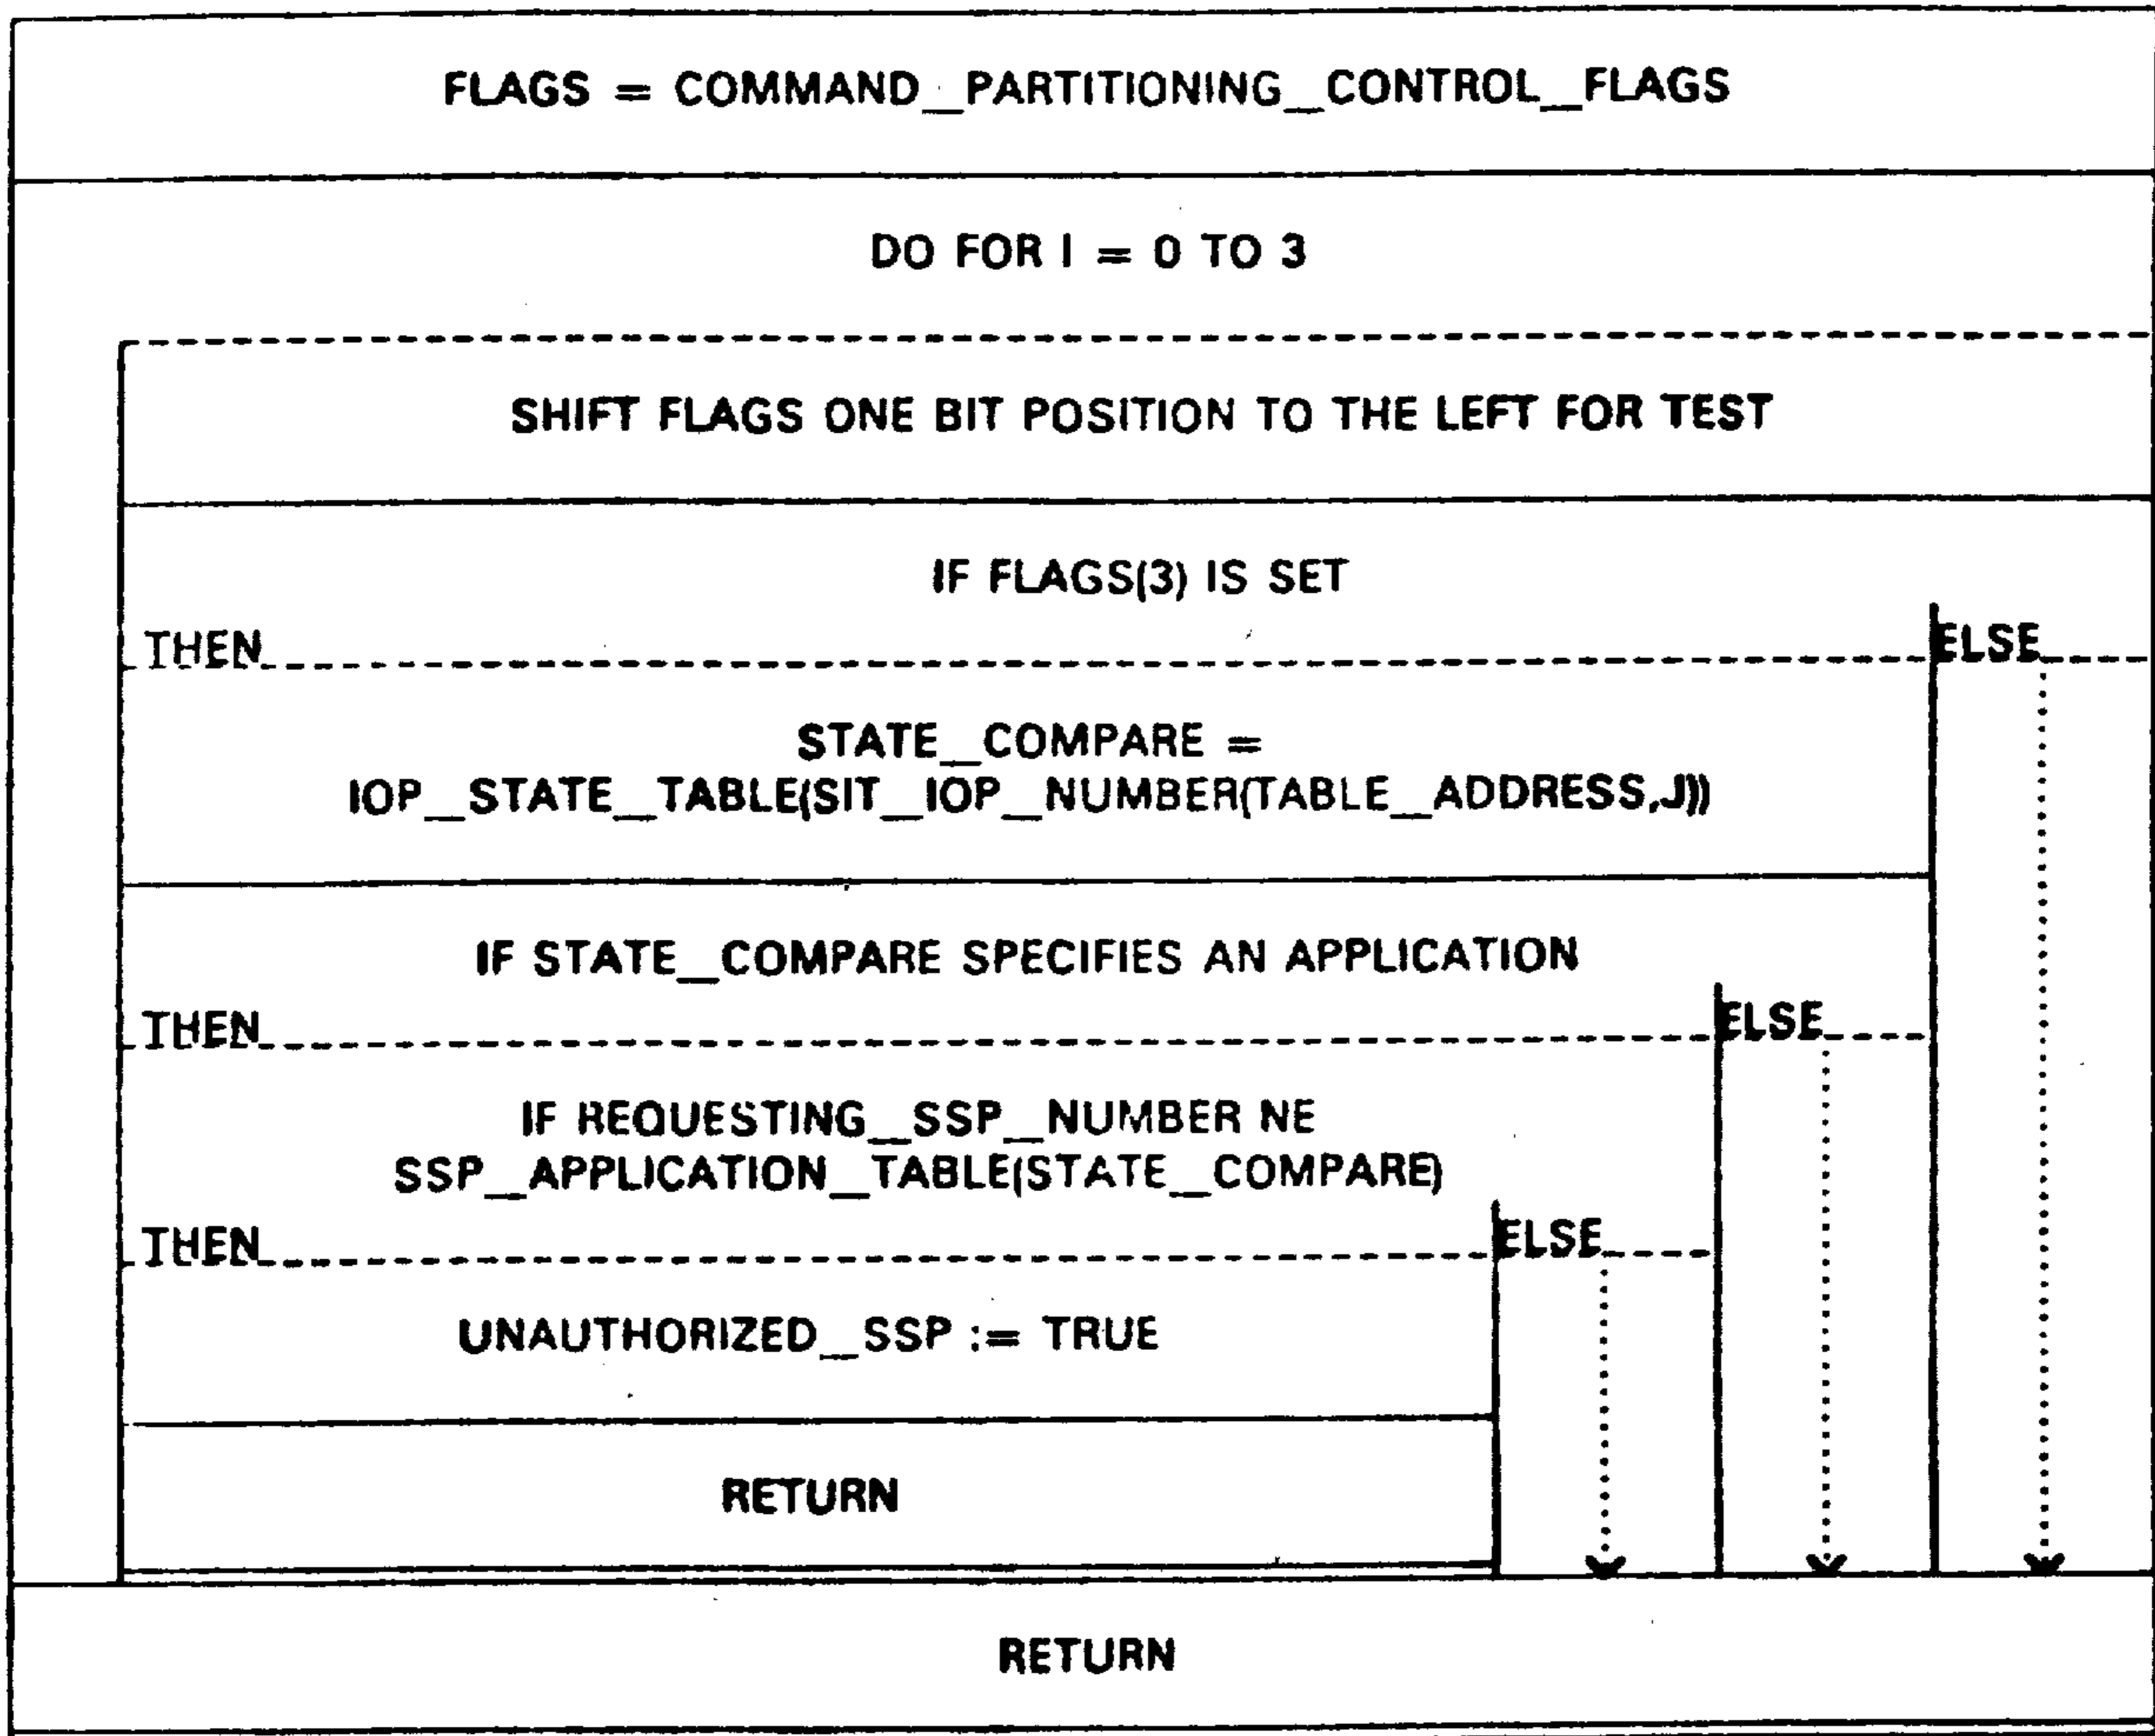 FLAGS = COMMAND_PARTITIONING_CONTROL_FLAGS
DO FOR I = 0 TO 3
SHIFT FLAGS ONE BIT POSITION TO THE LEFT FOR TEST
IF FLAGS(3) IS SET
THEN ELSE
STATE_COMPARE =
IOP_STATE_TABLE(SIT_IOP_NUMBER(TABLE_ADDRESS,J))
IF STATE_COMPARE SPECIFIES AN APPLICATION
THEN ELSE
IF REQUESTING_SSP_NUMBER NE
SSP_APPLICATION_TABLE(STATE_COMPARE)
THEN ELSE
UNAUTHORIZED_SSP := TRUE
RETURN
RETURN